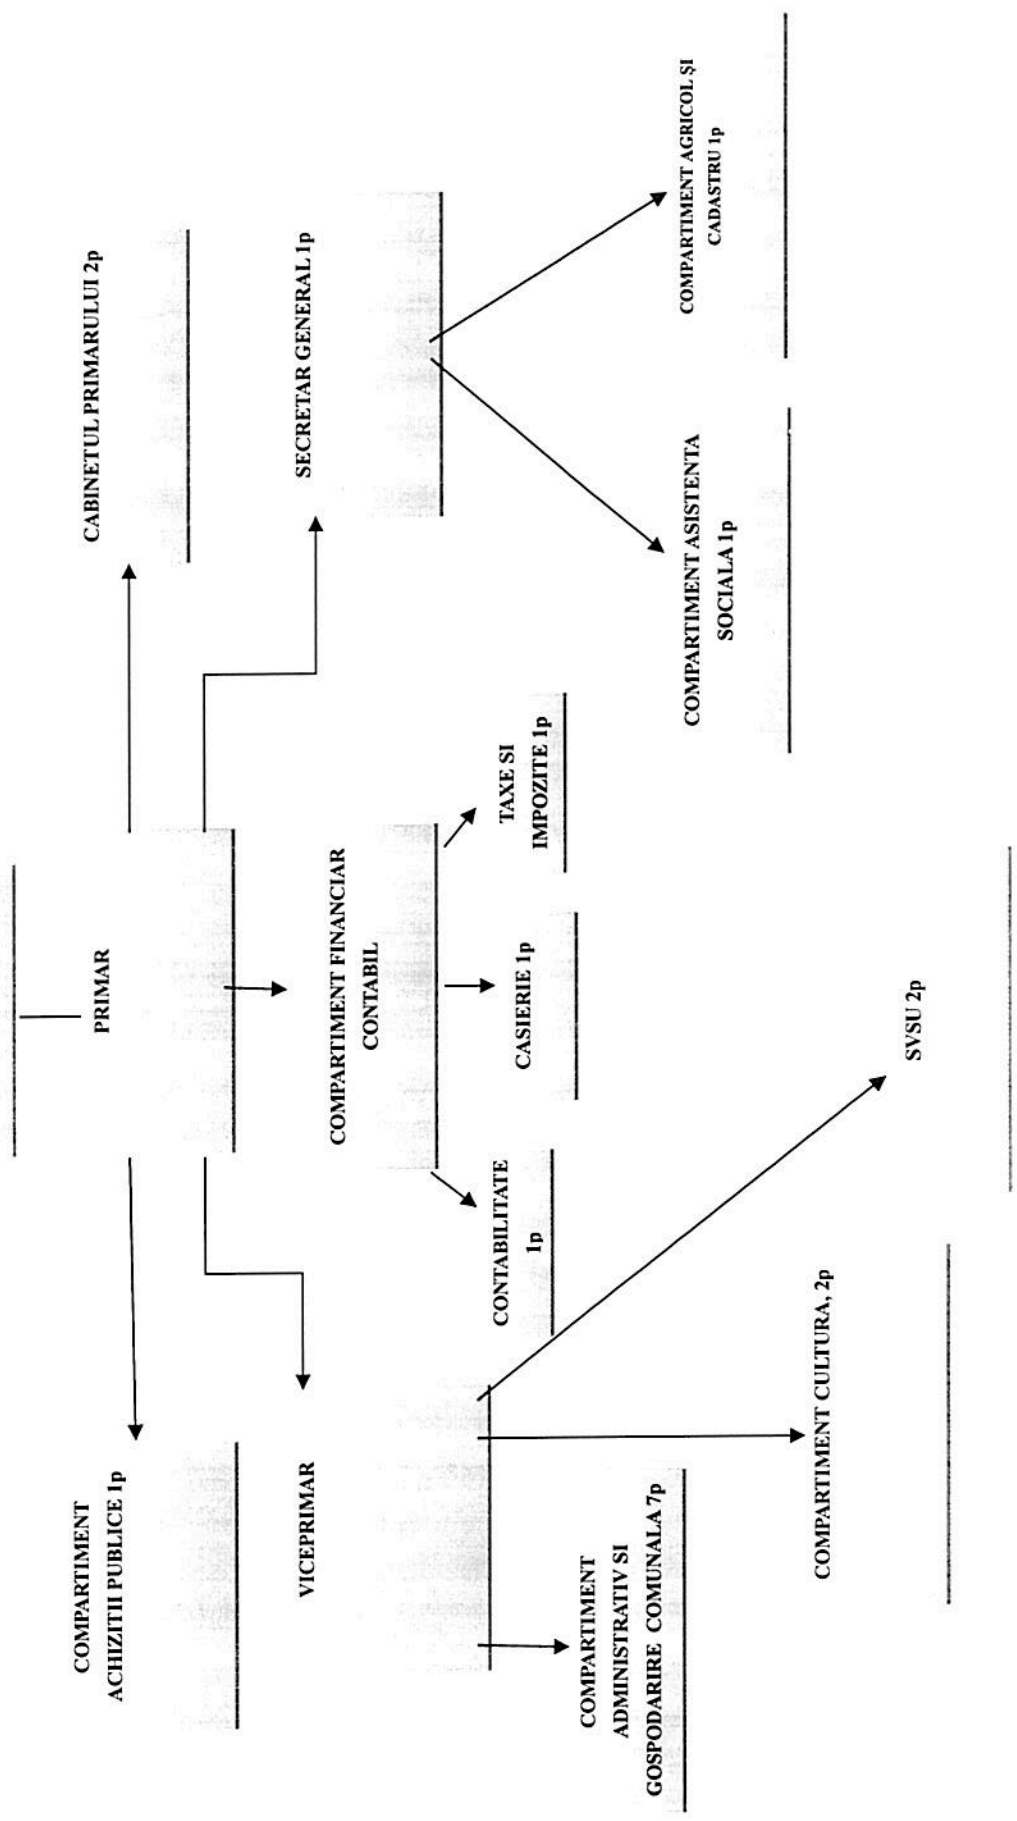 PRIMAR
COMPARTIMENT
ACHIZITII PUBLICE 1p
CABINETUL PRIMARULUI 2p
VICEPRIMAR
COMPARTIMENT FINANCIAR
CONTABIL
SECRETAR GENERAL 1p
CONTABILITATE
1p
CASIERIE 1p
TAXE SI
IMPOZITE 1p
COMPARTIMENT
ADMINISTRATIV SI
GOSPODARIRE COMUNALA 7p
COMPARTIMENT CULTURA, 2p
SVSU 2p
COMPARTIMENT ASISTENTA
SOCIALA 1p
COMPARTIMENT AGRICOL ŞI
CADASTRU 1p